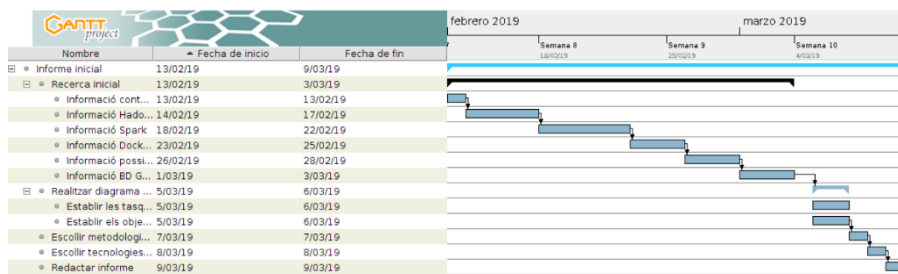 GANTT project
febrero 2019 marzo 2019
Semana 8 Semana 9 Semana 10
18/02/19 25/02/19 4/03/19
Nombre Fecha de inicio Fecha de fin
Informe inicial 13/02/19 9/03/19
Recerca inicial 13/02/19 3/03/19
Informació cont... 13/02/19 13/02/19
Informació Hado... 14/02/19 17/02/19
Informació Spark 18/02/19 22/02/19
Informació Dock... 23/02/19 25/02/19
Informació possi... 26/02/19 28/02/19
Informació BD G... 1/03/19 3/03/19
Realitzar diagrama ... 5/03/19 6/03/19
Establir les tasq... 5/03/19 6/03/19
Establir els obje... 5/03/19 6/03/19
Escollir metodologi... 7/03/19 7/03/19
Escollir tecnologies... 8/03/19 8/03/19
Redactar informe 9/03/19 9/03/19